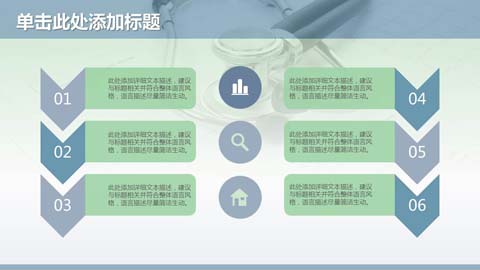 单击此处添加标题
01
此处添加详细文本描述，建议
与标题相关并符合整体语言风
格，语言描述尽量简洁生动。
02
此处添加详细文本描述，建议
与标题相关并符合整体语言风
格，语言描述尽量简洁生动。
03
此处添加详细文本描述，建议
与标题相关并符合整体语言风
格，语言描述尽量简洁生动。
此处添加详细文本描述，建议
与标题相关并符合整体语言风
格，语言描述尽量简洁生动。
04
此处添加详细文本描述，建议
与标题相关并符合整体语言风
格，语言描述尽量简洁生动。
05
此处添加详细文本描述，建议
与标题相关并符合整体语言风
格，语言描述尽量简洁生动。
06